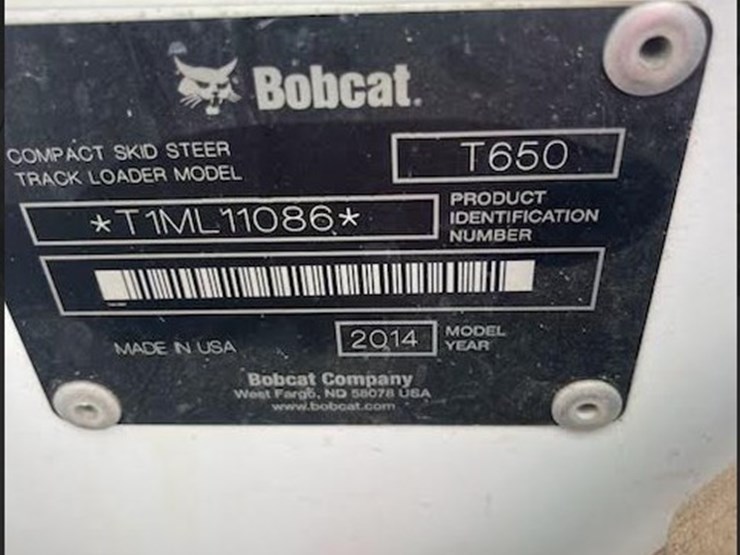 Bobcat.
COMPACT SKID STEER
TRACK LOADER MODEL
T650
*T1ML11086*
PRODUCT
IDENTIFICATION
NUMBER
MADE IN USA
2014
MODEL
YEAR
Bobcat Company
West Fargo, ND 58078 USA
www.bobcat.com